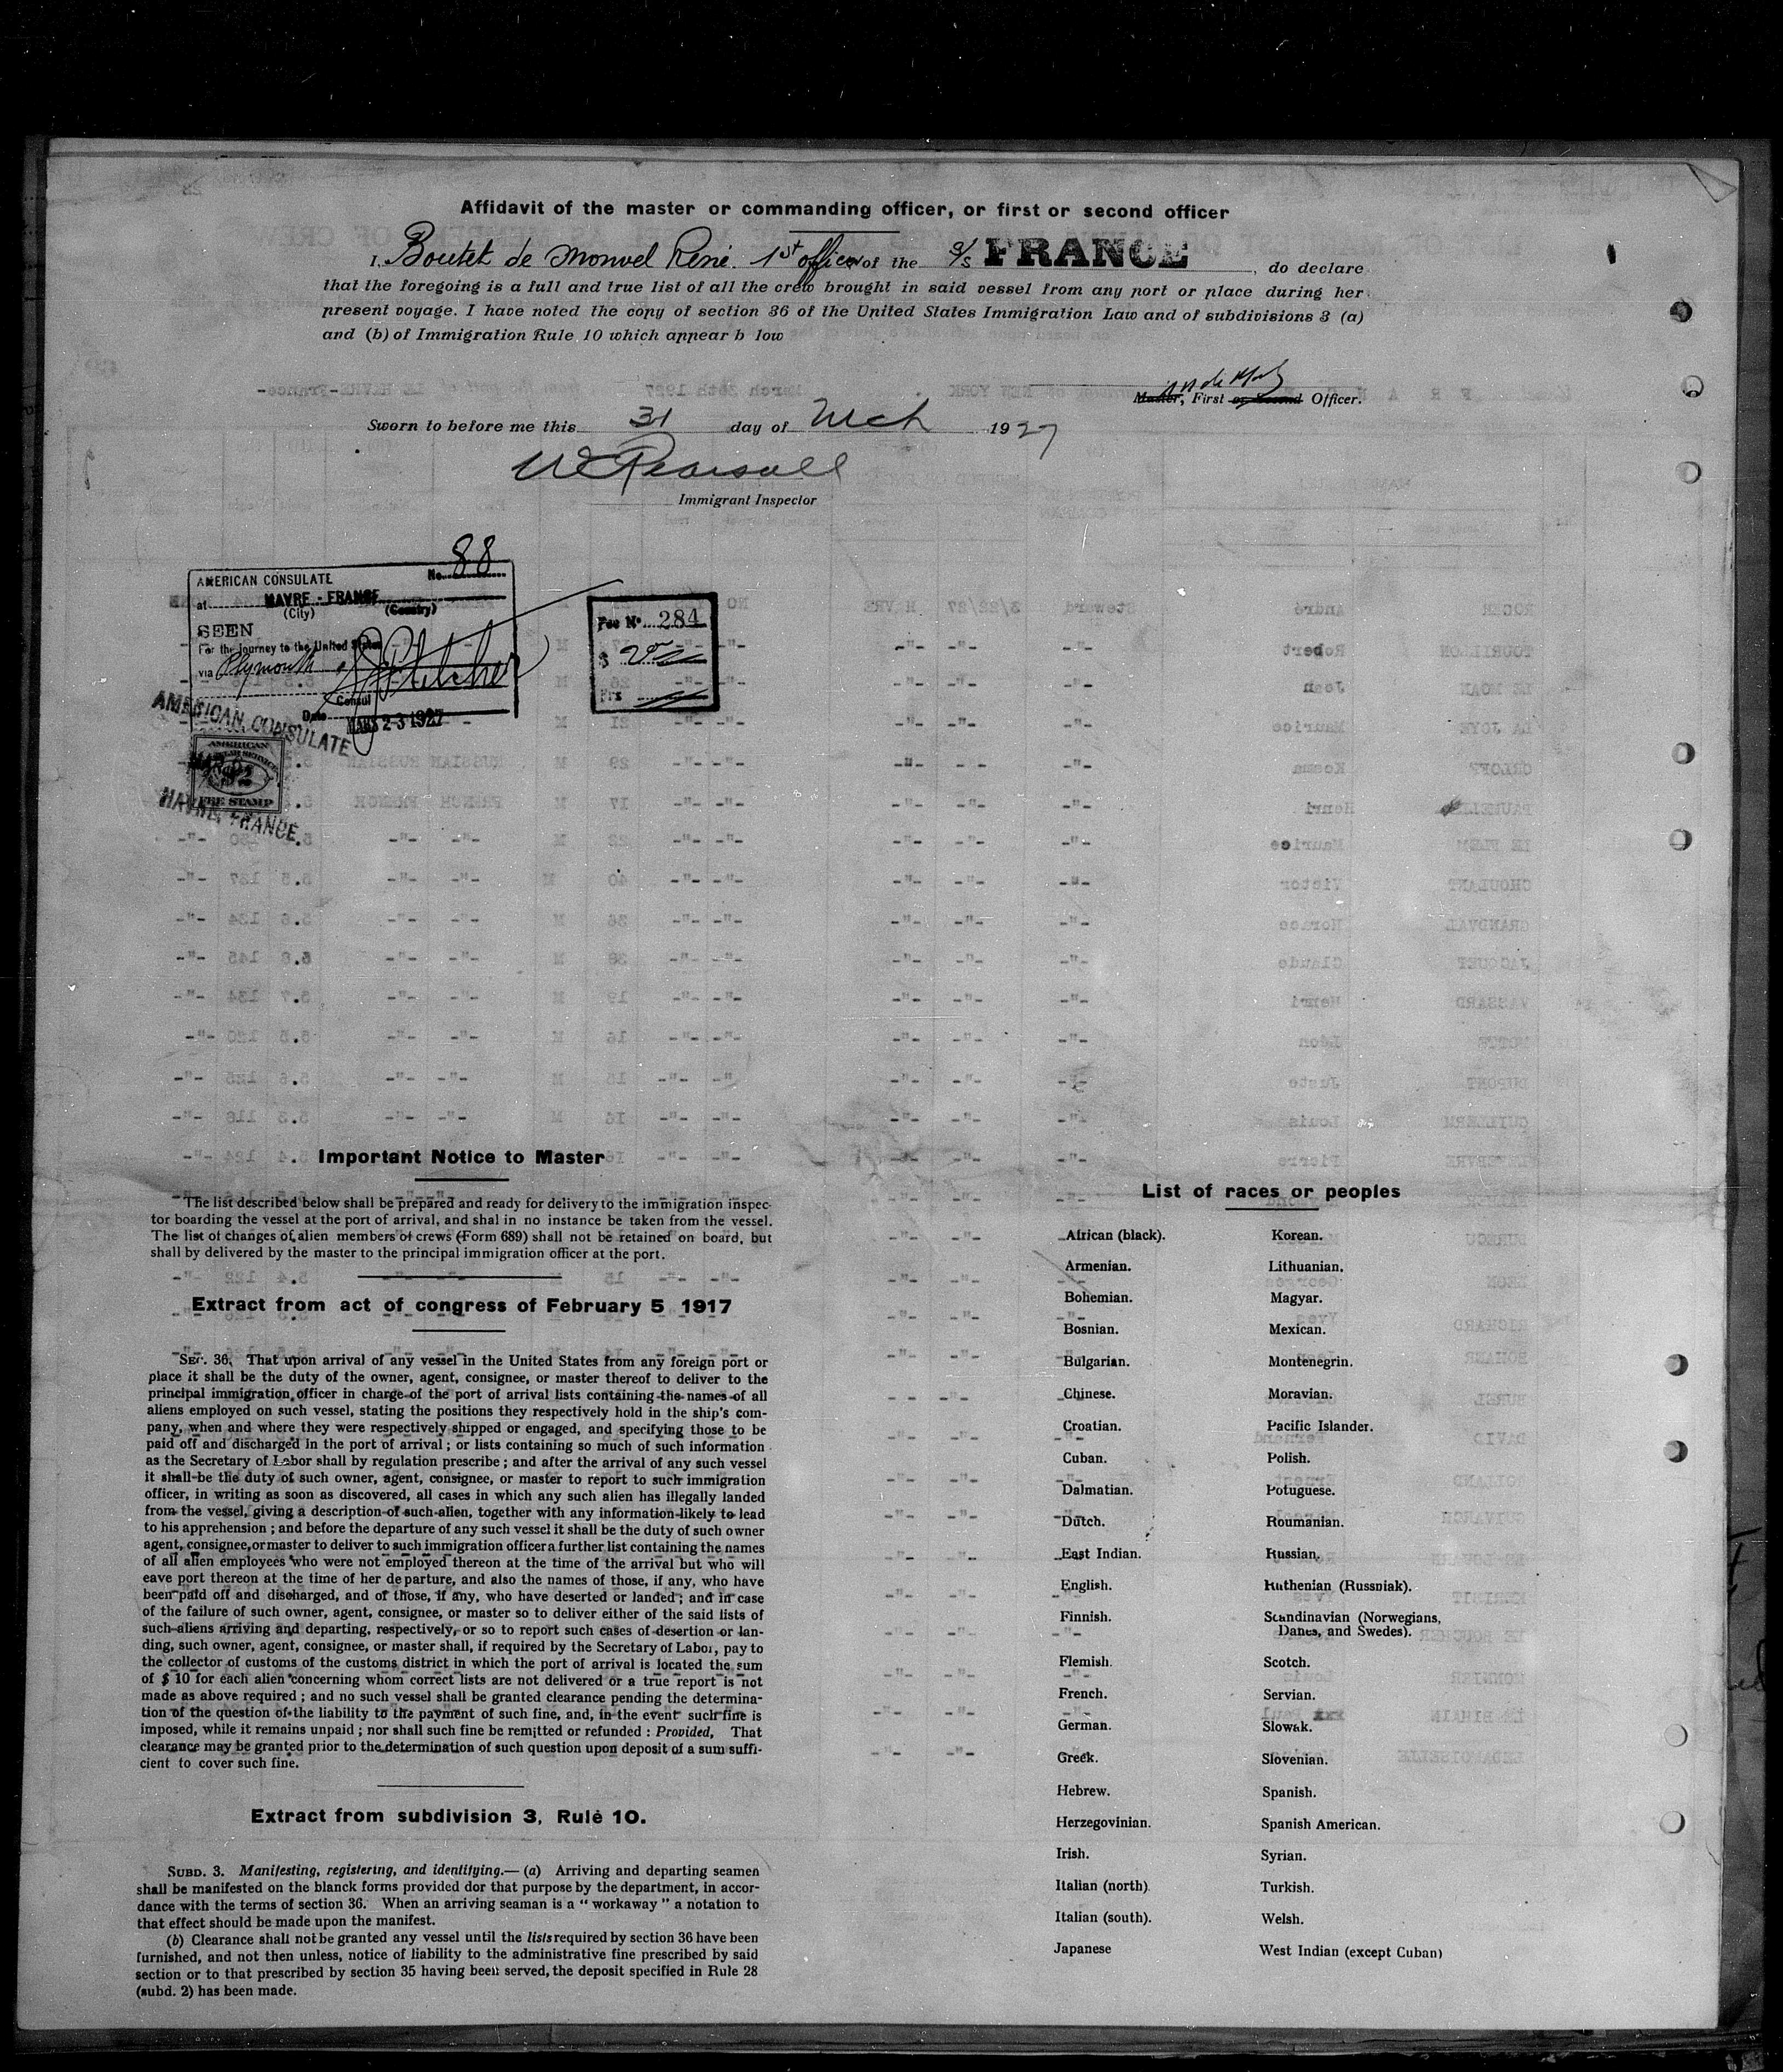 Affidavit of the master or commanding officer, or first or second officer
I, Boutet de Monvel René. 1st officer of the s/s FRANCE, do declare
that the foregoing is a full and true list of all the crew brought in said vessel from any port or place during her
present voyage. I have noted the copy of section 36 of the United States Immigration Law and of subdivisions 3 (a)
and (b) of Immigration Rule 10 which appear b low
Master, First or Second Officer.
Sworn to before me this 31 day of Mch 1927
Immigrant Inspector
AMERICAN CONSULATE No. 88
at HAVRE - FRANCE
(City) (Country)
SEEN
For the journey to the United States
via Plymouth
Consul
Date MARS 23 1927
Fee No. 284
$ 2
Frs
AMERICAN CONSULATE
AMERICAN
$2
FEE STAMP
HAVRE, FRANCE.
Important Notice to Master
The list described below shall be prepared and ready for delivery to the immigration inspec-
tor boarding the vessel at the port of arrival, and shal in no instance be taken from the vessel.
The list of changes of alien members of crews (Form 689) shall not be retained on board, but
shall by delivered by the master to the principal immigration officer at the port.
Extract from act of congress of February 5 1917
SEC. 36. That upon arrival of any vessel in the United States from any foreign port or
place it shall be the duty of the owner, agent, consignee, or master thereof to deliver to the
principal immigration officer in charge of the port of arrival lists containing the names of all
aliens employed on such vessel, stating the positions they respectively hold in the ship's com-
pany, when and where they were respectively shipped or engaged, and specifying those to be
paid off and discharged in the port of arrival ; or lists containing so much of such information
as the Secretary of Labor shall by regulation prescribe ; and after the arrival of any such vessel
it shall be the duty of such owner, agent, consignee, or master to report to such immigration
officer, in writing as soon as discovered, all cases in which any such alien has illegally landed
from the vessel, giving a description of such alien, together with any information likely to lead
to his apprehension ; and before the departure of any such vessel it shall be the duty of such owner
agent, consignee, or master to deliver to such immigration officer a further list containing the names
of all alien employees who were not employed thereon at the time of the arrival but who will
eave port thereon at the time of her departure, and also the names of those, if any, who have
been paid off and discharged, and of those, if any, who have deserted or landed ; and in case
of the failure of such owner, agent, consignee, or master so to deliver either of the said lists of
such aliens arriving and departing, respectively, or so to report such cases of desertion or lan-
ding, such owner, agent, consignee, or master shall, if required by the Secretary of Labor, pay to
the collector of customs of the customs district in which the port of arrival is located the sum
of $ 10 for each alien concerning whom correct lists are not delivered or a true report is not
made as above required ; and no such vessel shall be granted clearance pending the determina-
tion of the question of the liability to the payment of such fine, and, in the event such fine is
imposed, while it remains unpaid ; nor shall such fine be remitted or refunded : Provided, That
clearance may be granted prior to the determination of such question upon deposit of a sum suffi-
cient to cover such fine.
Extract from subdivision 3, Rule 10.
SUBD. 3. Manifesting, registering, and identifying.— (a) Arriving and departing seamen
shall be manifested on the blanck forms provided dor that purpose by the department, in accor-
dance with the terms of section 36. When an arriving seaman is a " workaway " a notation to
that effect should be made upon the manifest.
(b) Clearance shall not be granted any vessel until the lists required by section 36 have been
furnished, and not then unless, notice of liability to the administrative fine prescribed by said
section or to that prescribed by section 35 having been served, the deposit specified in Rule 28
(subd. 2) has been made.
List of races or peoples
African (black).
Armenian.
Bohemian.
Bosnian.
Bulgarian.
Chinese.
Croatian.
Cuban.
Dalmatian.
Dutch.
East Indian.
English.
Finnish.
Flemish.
French.
German.
Greek.
Hebrew.
Herzegovinian.
Irish.
Italian (north)
Italian (south).
Japanese
Korean.
Lithuanian.
Magyar.
Mexican.
Montenegrin.
Moravian.
Pacific Islander.
Polish.
Potuguese.
Roumanian.
Russian.
Ruthenian (Russniak).
Scandinavian (Norwegians,
Danes, and Swedes).
Scotch.
Servian.
Slowak.
Slovenian.
Spanish.
Spanish American.
Syrian.
Turkish.
Welsh.
West Indian (except Cuban)